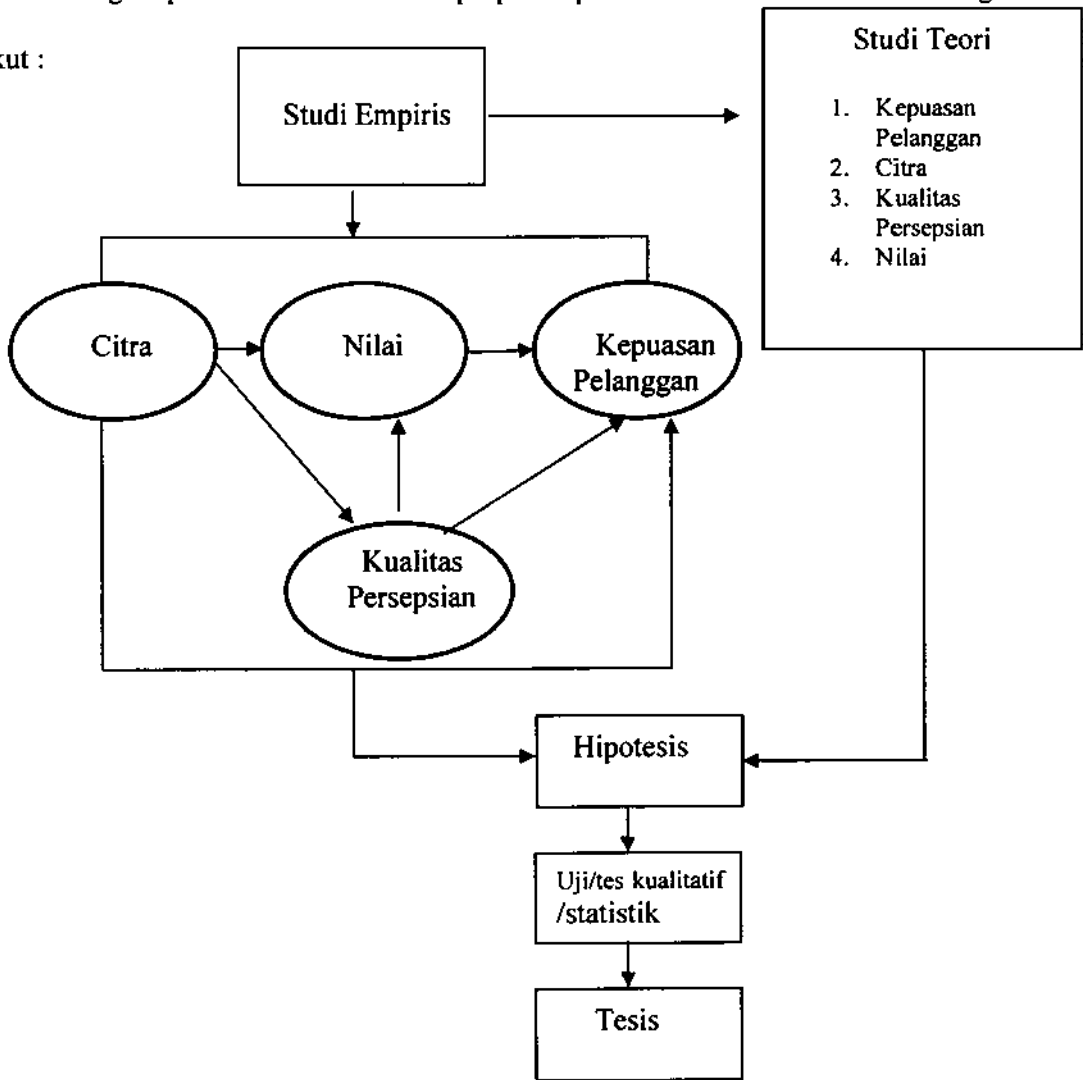 kut :
Studi Empiris
Studi Teori
1. Kepuasan
Pelanggan
2. Citra
3. Kualitas
Persepsian
4. Nilai
Citra
Nilai
Kepuasan
Pelanggan
Kualitas
Persepsian
Hipotesis
Uji/tes kualitatif
/statistik
Tesis